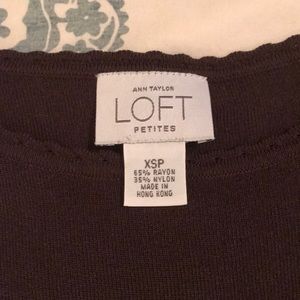 ANN TAYLOR
LOFT
PETITES
XSP
65% RAYON
35% NYLON
MADE IN
HONG KONG